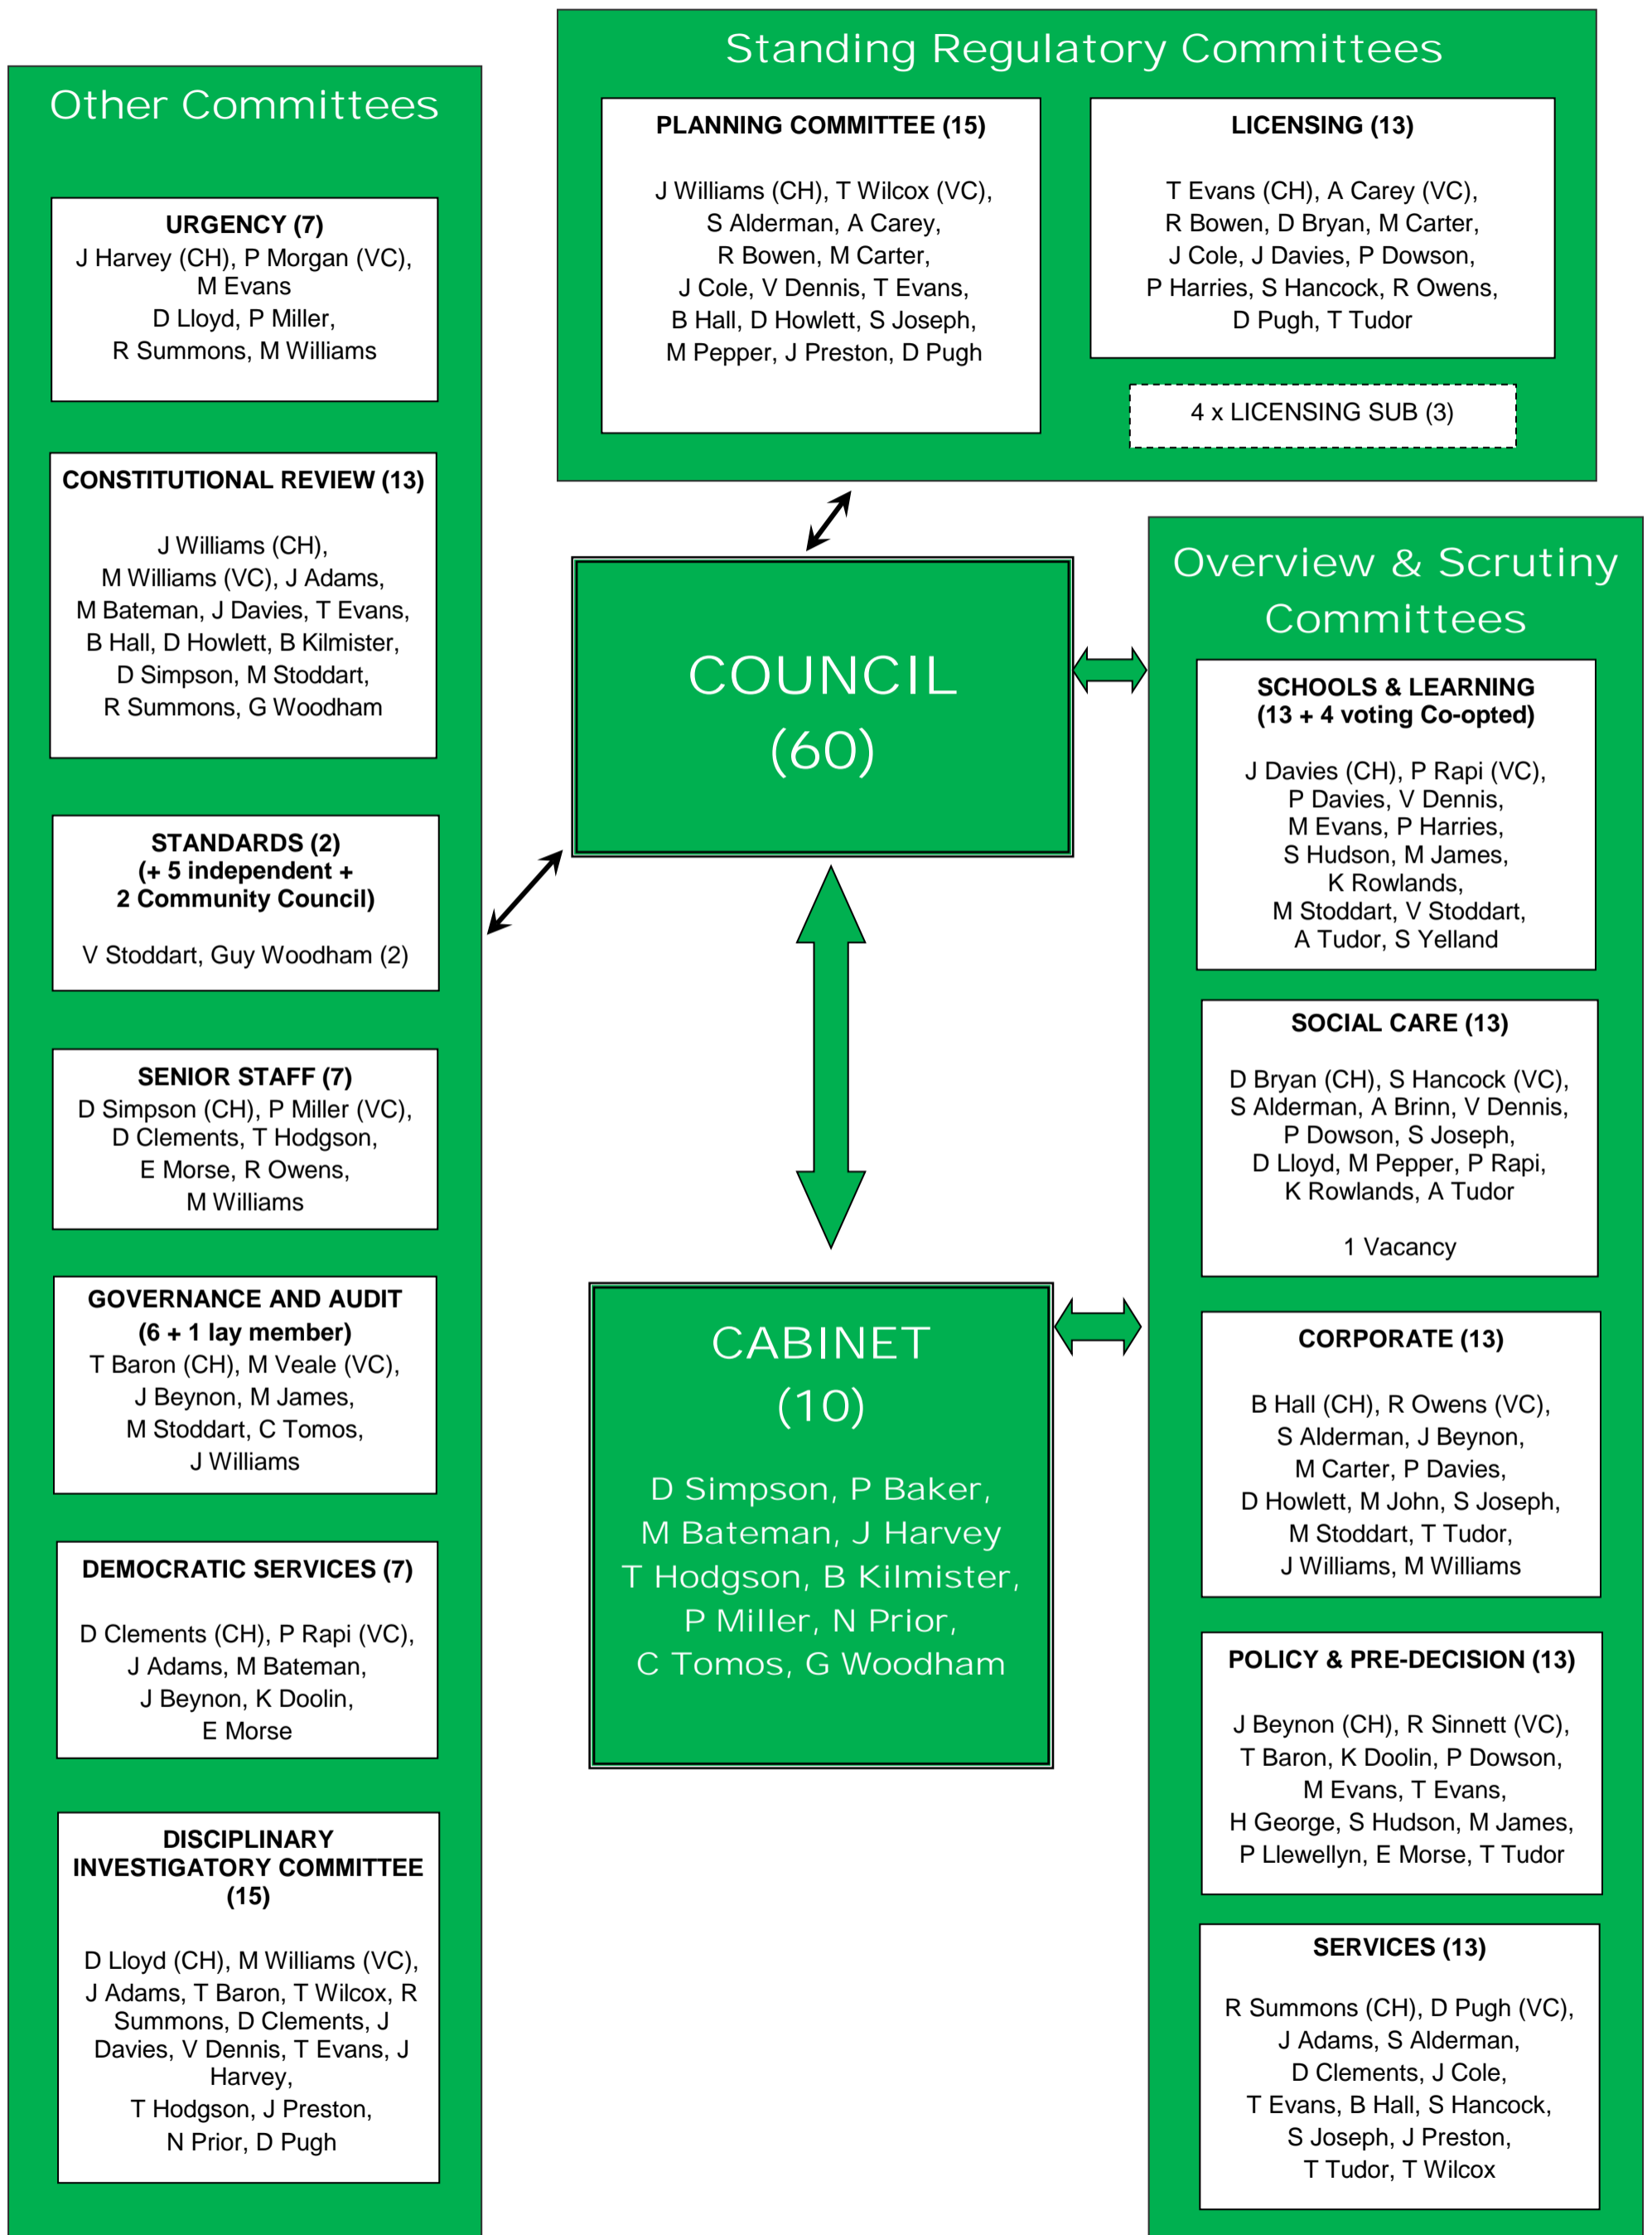 Other Committees
URGENCY (7)
J Harvey (CH), P Morgan (VC),
M Evans
D Lloyd, P Miller,
R Summons, M Williams
CONSTITUTIONAL REVIEW (13)
J Williams (CH),
M Williams (VC), J Adams,
M Bateman, J Davies, T Evans,
B Hall, D Howlett, B Kilmister,
D Simpson, M Stoddart,
R Summons, G Woodham
STANDARDS (2)
(+ 5 independent +
2 Community Council)
V Stoddart, Guy Woodham (2)
SENIOR STAFF (7)
D Simpson (CH), P Miller (VC),
D Clements, T Hodgson,
E Morse, R Owens,
M Williams
GOVERNANCE AND AUDIT
(6 + 1 lay member)
T Baron (CH), M Veale (VC),
J Beynon, M James,
M Stoddart, C Tomos,
J Williams
DEMOCRATIC SERVICES (7)
D Clements (CH), P Rapi (VC),
J Adams, M Bateman,
J Beynon, K Doolin,
E Morse
DISCIPLINARY
INVESTIGATORY COMMITTEE
(15)
D Lloyd (CH), M Williams (VC),
J Adams, T Baron, T Wilcox, R
Summons, D Clements, J
Davies, V Dennis, T Evans, J
Harvey,
T Hodgson, J Preston,
N Prior, D Pugh
Standing Regulatory Committees
PLANNING COMMITTEE (15)
J Williams (CH), T Wilcox (VC),
S Alderman, A Carey,
R Bowen, M Carter,
J Cole, V Dennis, T Evans,
B Hall, D Howlett, S Joseph,
M Pepper, J Preston, D Pugh
LICENSING (13)
T Evans (CH), A Carey (VC),
R Bowen, D Bryan, M Carter,
J Cole, J Davies, P Dowson,
P Harries, S Hancock, R Owens,
D Pugh, T Tudor
4 x LICENSING SUB (3)
COUNCIL
(60)
CABINET
(10)
D Simpson, P Baker,
M Bateman, J Harvey
T Hodgson, B Kilmister,
P Miller, N Prior,
C Tomos, G Woodham
Overview & Scrutiny
Committees
SCHOOLS & LEARNING
(13 + 4 voting Co-opted)
J Davies (CH), P Rapi (VC),
P Davies, V Dennis,
M Evans, P Harries,
S Hudson, M James,
K Rowlands,
M Stoddart, V Stoddart,
A Tudor, S Yelland
SOCIAL CARE (13)
D Bryan (CH), S Hancock (VC),
S Alderman, A Brinn, V Dennis,
P Dowson, S Joseph,
D Lloyd, M Pepper, P Rapi,
K Rowlands, A Tudor
1 Vacancy
CORPORATE (13)
B Hall (CH), R Owens (VC),
S Alderman, J Beynon,
M Carter, P Davies,
D Howlett, M John, S Joseph,
M Stoddart, T Tudor,
J Williams, M Williams
POLICY & PRE-DECISION (13)
J Beynon (CH), R Sinnett (VC),
T Baron, K Doolin, P Dowson,
M Evans, T Evans,
H George, S Hudson, M James,
P Llewellyn, E Morse, T Tudor
SERVICES (13)
R Summons (CH), D Pugh (VC),
J Adams, S Alderman,
D Clements, J Cole,
T Evans, B Hall, S Hancock,
S Joseph, J Preston,
T Tudor, T Wilcox